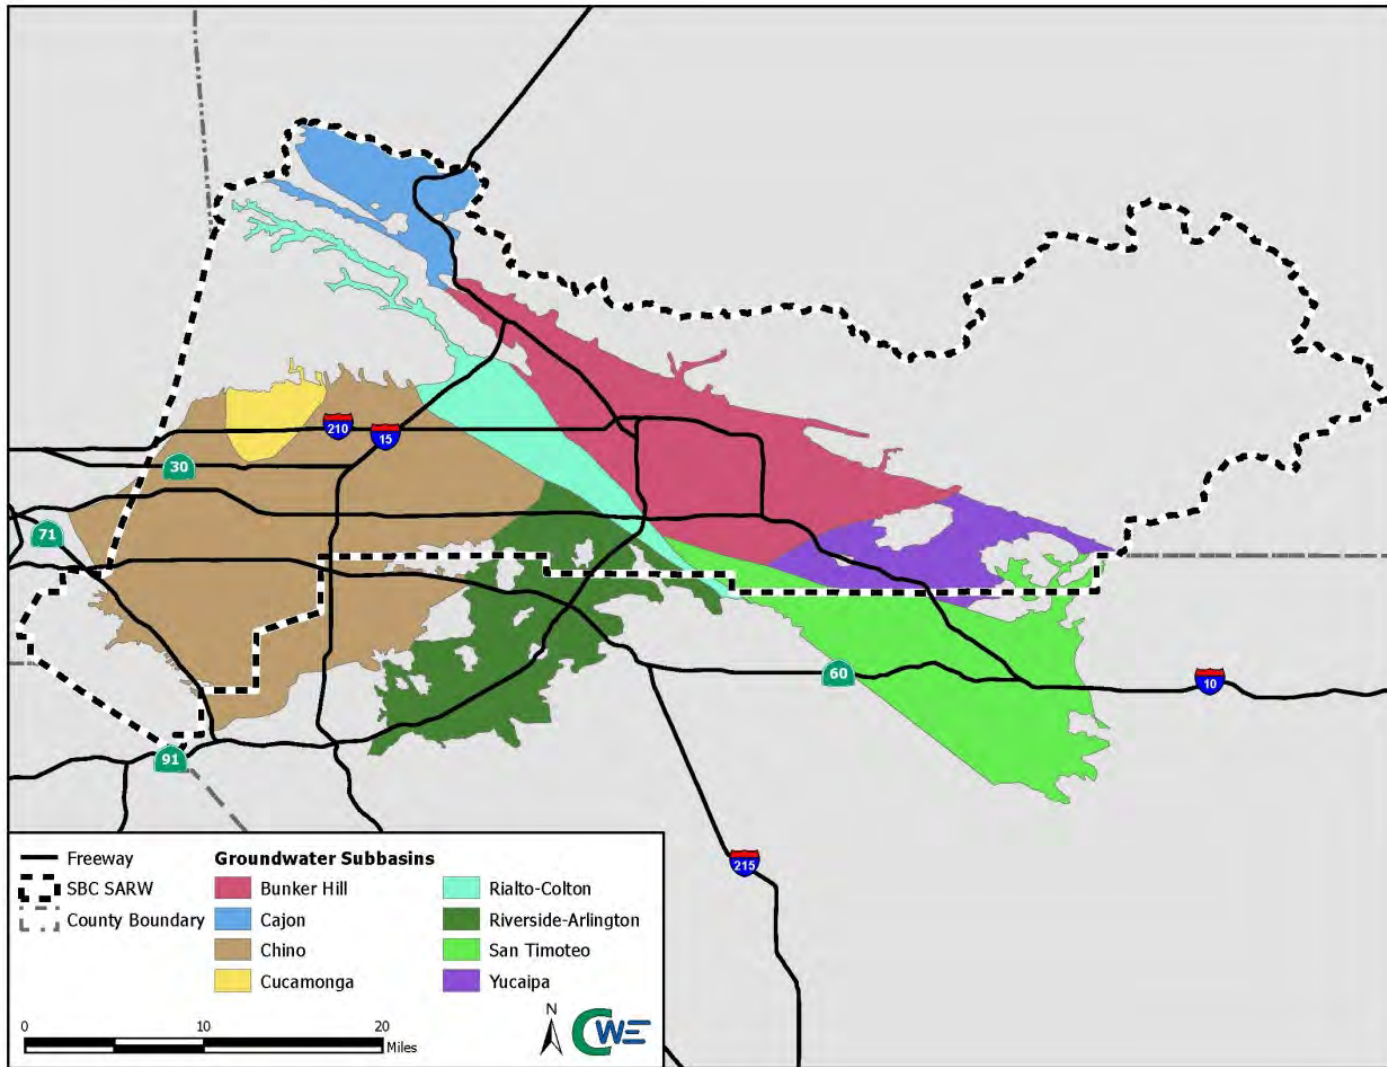 210
15
30
71
60
10
91
215
Freeway
SBC SARW
County Boundary
Groundwater Subbasins
Bunker Hill
Cajon
Chino
Cucamonga
Rialto-Colton
Riverside-Arlington
San Timoteo
Yucaipa
0 10 20
Miles
N
CWE